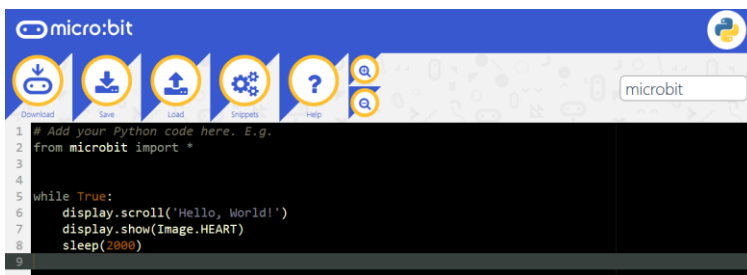 micro:bit
Download Save Load Snippets ? Help microbit
1 # Add your Python code here. E.g.
2 from microbit import *
3
4
5 while True:
6 display.scroll('Hello, World!')
7 display.show(Image.HEART)
8 sleep(2000)
9